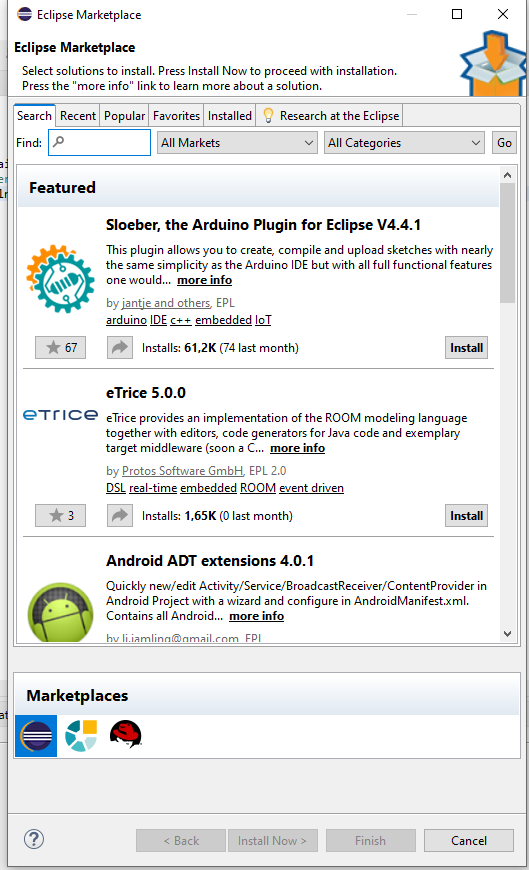 Eclipse Marketplace
Eclipse Marketplace
Select solutions to install. Press Install Now to proceed with installation.
Press the "more info" link to learn more about a solution.
Search Recent Popular Favorites Installed Research at the Eclipse
Find: All Markets All Categories Go
Featured
Sloeber, the Arduino Plugin for Eclipse V4.4.1
This plugin allows you to create, compile and upload sketches with nearly
the same simplicity as the Arduino IDE but with all full functional features
one would... more info
by jantje and others, EPL
arduino IDE c++ embedded IoT
67 Installs: 61,2K (74 last month) Install
eTrice
eTrice 5.0.0
eTrice provides an implementation of the ROOM modeling language
together with editors, code generators for Java code and exemplary
target middleware (soon a C... more info
by Protos Software GmbH, EPL 2.0
DSL real-time embedded ROOM event driven
3 Installs: 1,65K (0 last month) Install
Android ADT extensions 4.0.1
Quickly new/edit Activity/Service/BroadcastReceiver/ContentProvider in
Android Project with a wizard and configure in AndroidManifest.xml.
Contains all Android... more info
by li.jamling@gmail.com, EPL
Marketplaces
? < Back Install Now > Finish Cancel